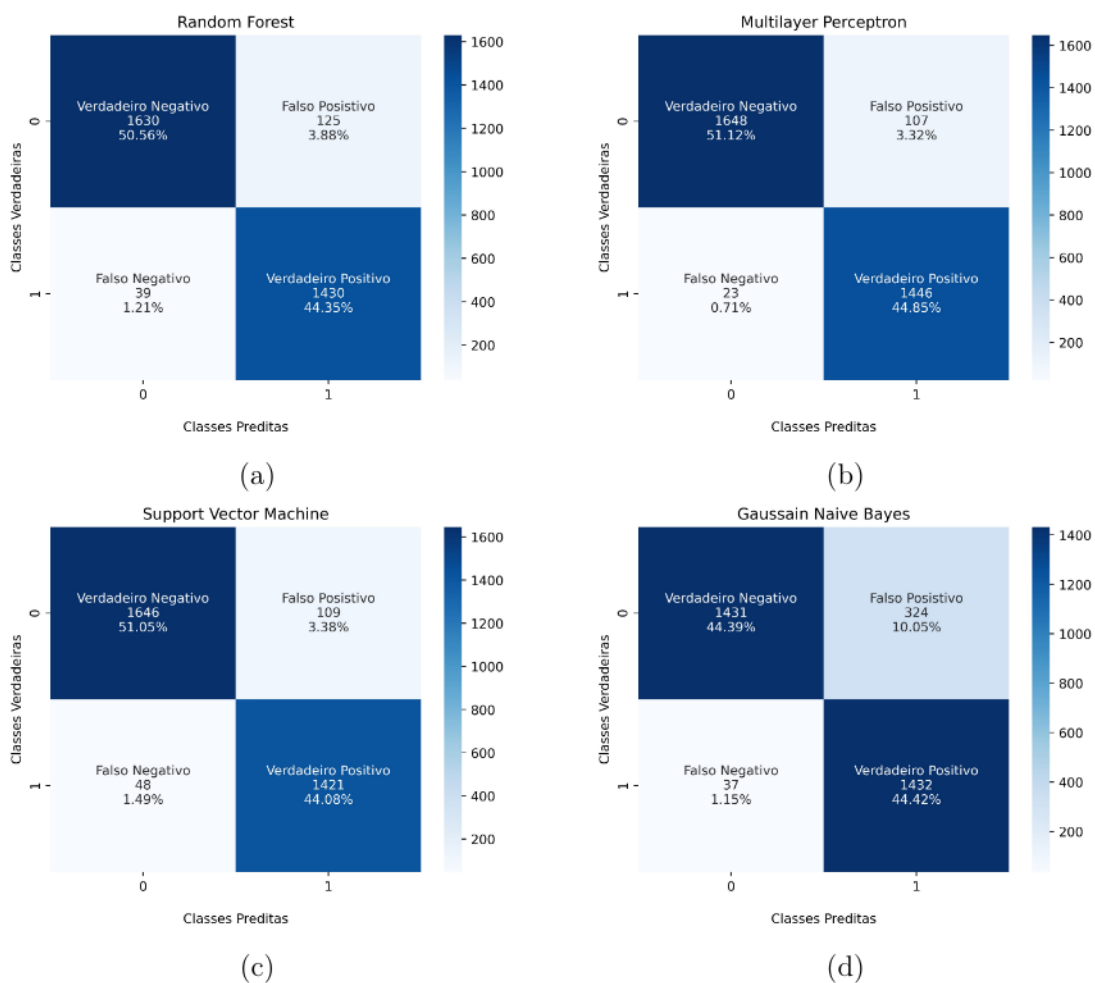 Random Forest
Verdadeiro Negativo
1630
50.56%
Falso Posistivo
125
3.88%
Falso Negativo
39
1.21%
Verdadeiro Positivo
1430
44.35%
Classes Verdadeiras
0
1
0
1
Classes Preditas
1600
1400
1200
1000
800
600
400
200
(a)
Multilayer Perceptron
Verdadeiro Negativo
1648
51.12%
Falso Posistivo
107
3.32%
Falso Negativo
23
0.71%
Verdadeiro Positivo
1446
44.85%
Classes Verdadeiras
0
1
0
1
Classes Preditas
1600
1400
1200
1000
800
600
400
200
(b)
Support Vector Machine
Verdadeiro Negativo
1646
51.05%
Falso Posistivo
109
3.38%
Falso Negativo
48
1.49%
Verdadeiro Positivo
1421
44.08%
Classes Verdadeiras
0
1
0
1
Classes Preditas
1600
1400
1200
1000
800
600
400
200
(c)
Gaussain Naive Bayes
Verdadeiro Negativo
1431
44.39%
Falso Posistivo
324
10.05%
Falso Negativo
37
1.15%
Verdadeiro Positivo
1432
44.42%
Classes Verdadeiras
0
1
0
1
Classes Preditas
1400
1200
1000
800
600
400
200
(d)